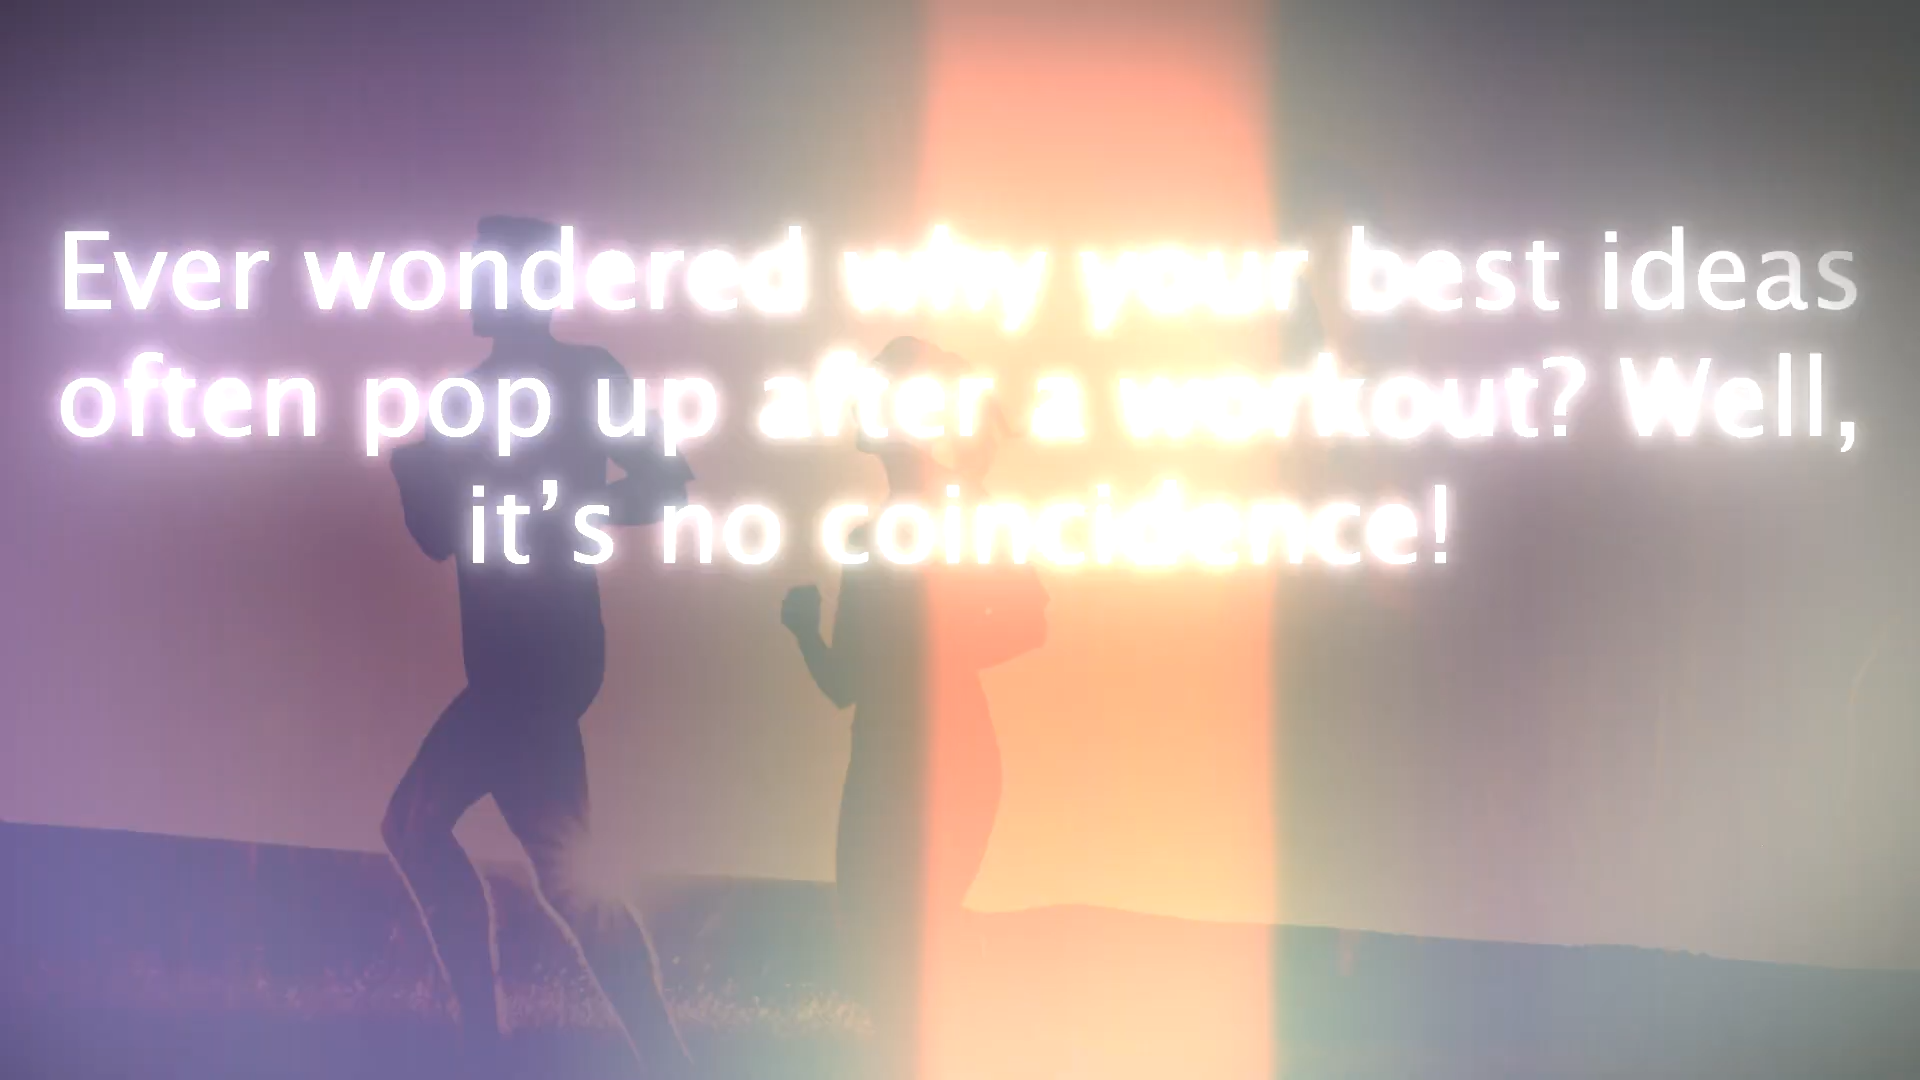 Ever wondered why your best ideas
often pop up after a workout? Well,
it’s no coincidence!